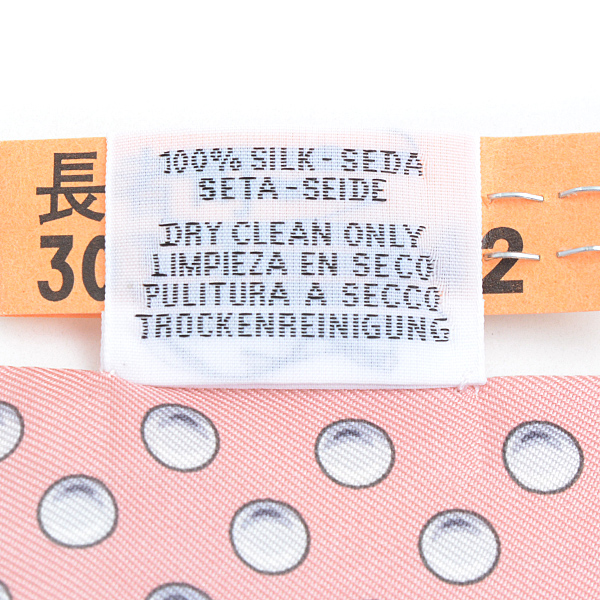 100% SILK - SEDA
SETA - SEIDE
DRY CLEAN ONLY
LIMPIEZA EN SECO
PULITURA A SECCO
TROCKENREINIGUNG
長
30
2